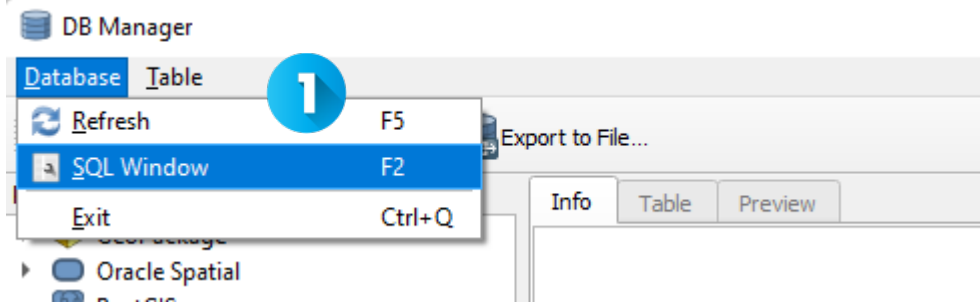 DB Manager
Database Table
1
Refresh F5
Export to File...
SQL Window F2
Info Table Preview
Exit Ctrl+Q
Oracle Spatial